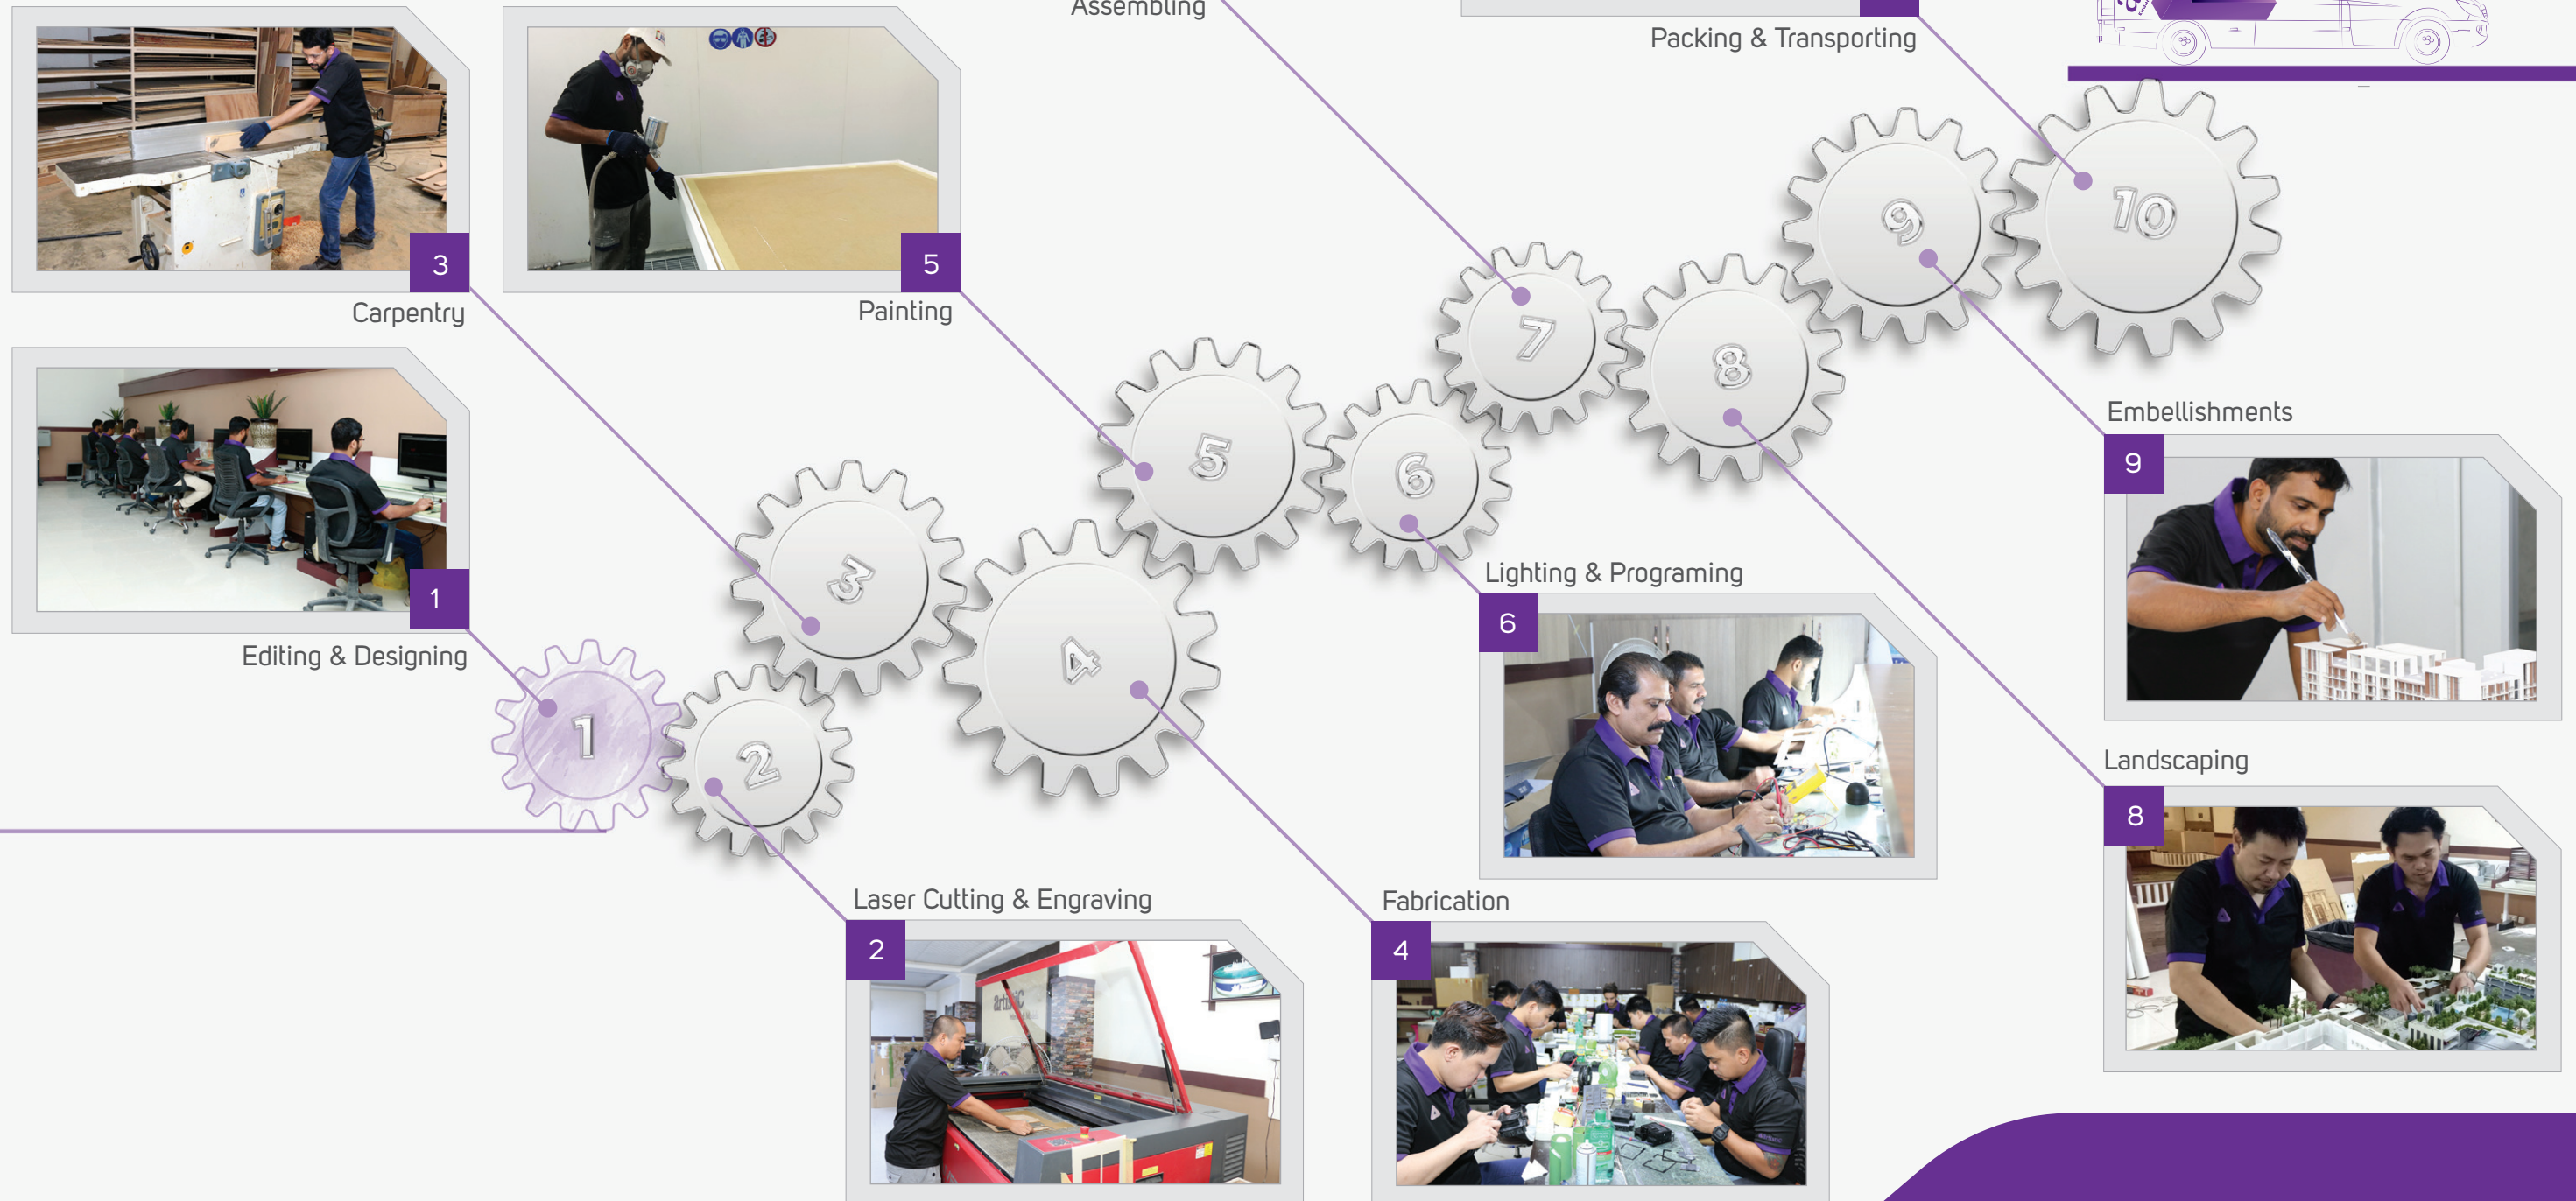 Assembling
Packing & Transporting
3
Carpentry
5
Painting
1
Editing & Designing
10
9
8
7
6
5
4
3
2
1
Embellishments
9
Lighting & Programing
6
Landscaping
8
Laser Cutting & Engraving
2
Fabrication
4